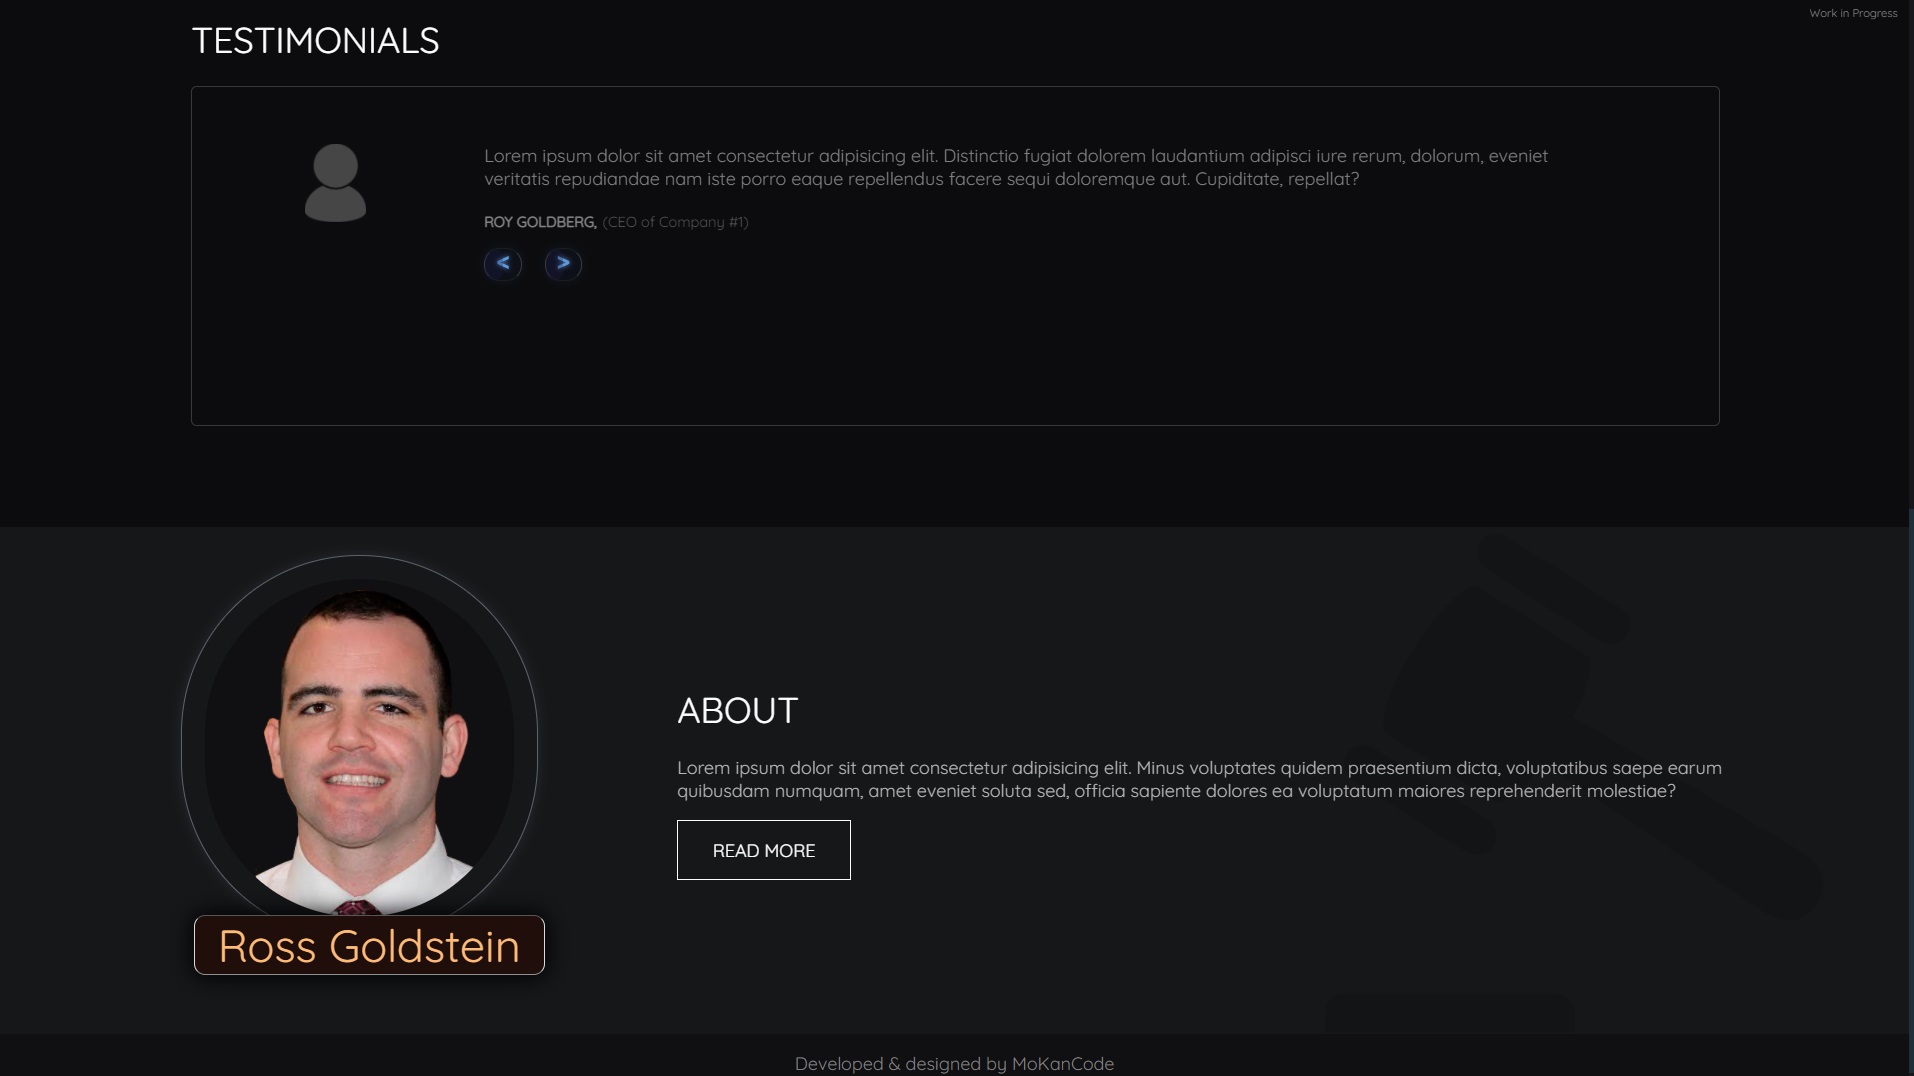 Work in Progress
TESTIMONIALS
Lorem ipsum dolor sit amet consectetur adipisicing elit. Distinctio fugiat dolorem laudantium adipisci iure rerum, dolorum, eveniet
veritatis repudiandae nam iste porro eaque repellendus facere sequi doloremque aut. Cupiditate, repellat?
ROY GOLDBERG, (CEO of Company #1)
< >
ABOUT
Lorem ipsum dolor sit amet consectetur adipisicing elit. Minus voluptates quidem praesentium dicta, voluptatibus saepe earum
quibusdam numquam, amet eveniet soluta sed, officia sapiente dolores ea voluptatum maiores reprehenderit molestiae?
READ MORE
Ross Goldstein
Developed & designed by MoKanCode